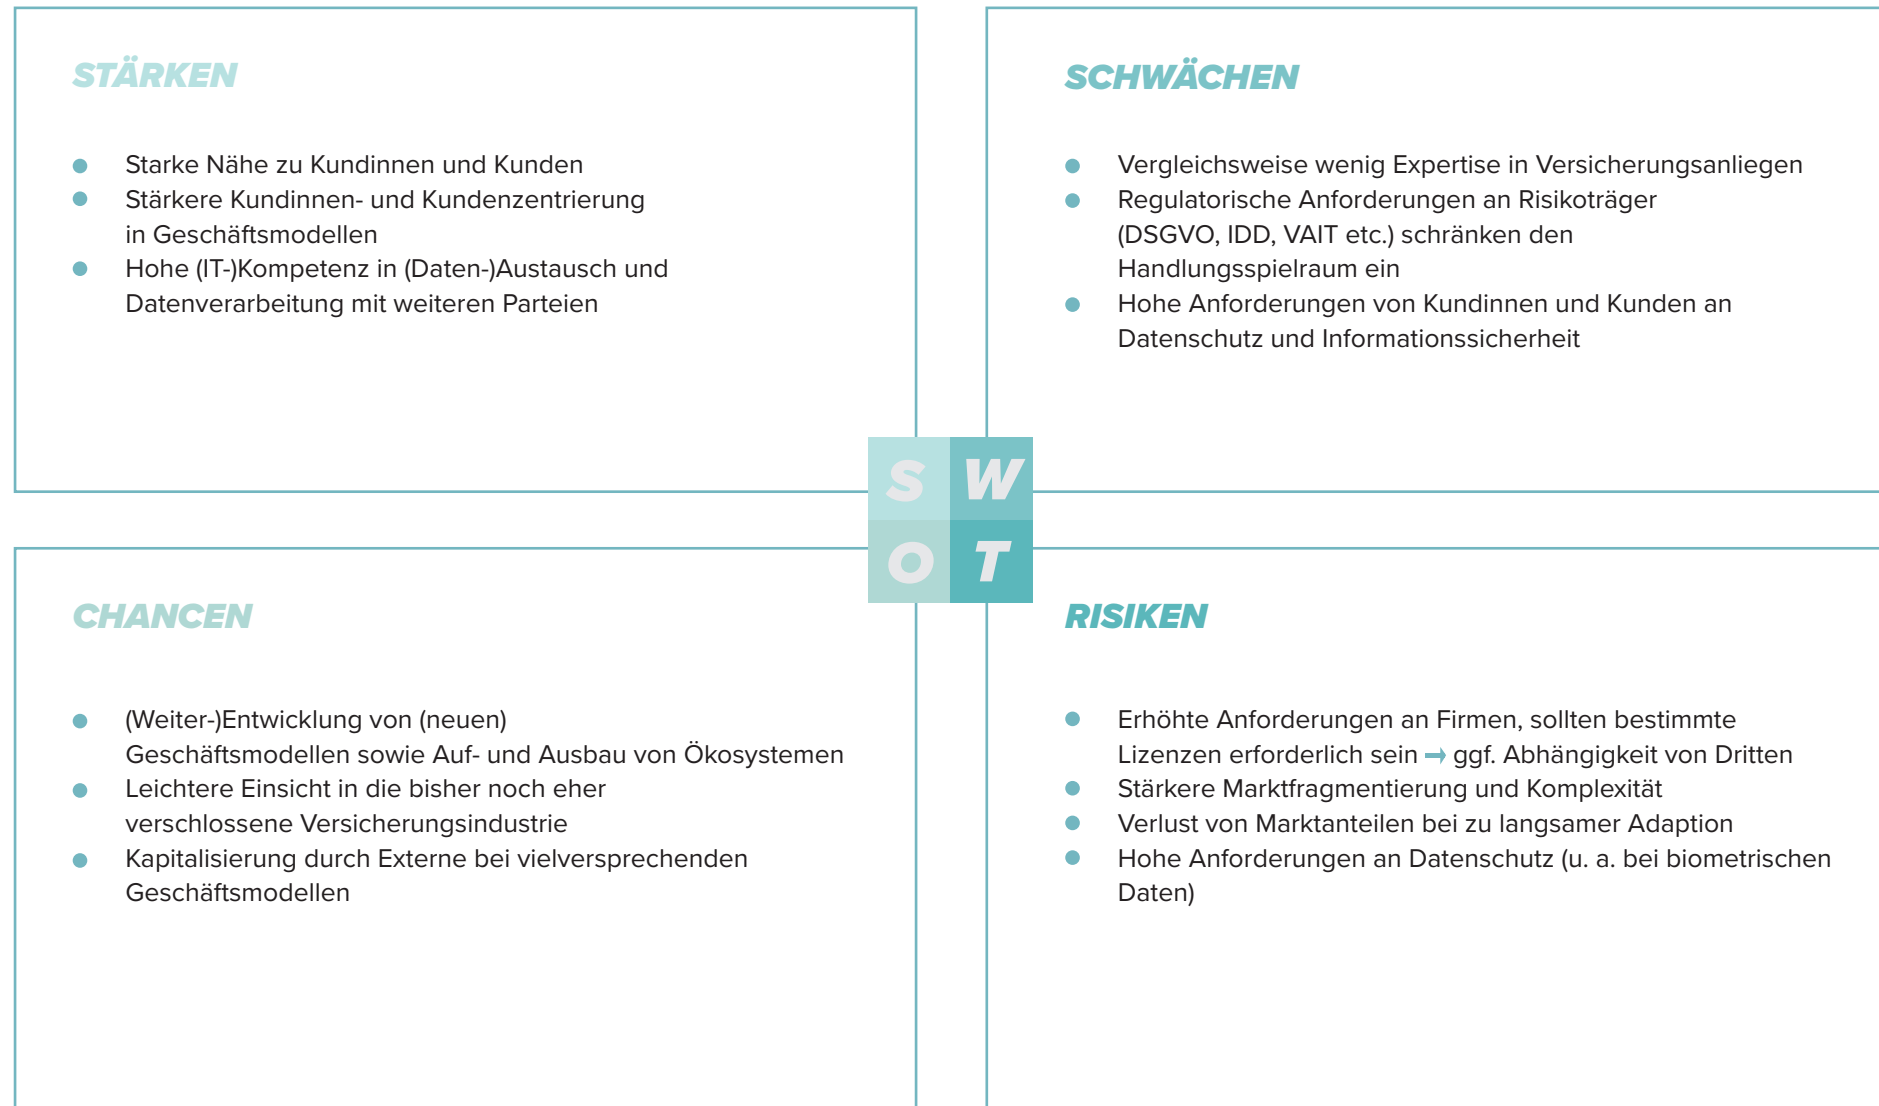 STÄRKEN
Starke Nähe zu Kundinnen und Kunden
Stärkere Kundinnen- und Kundenzentrierung
in Geschäftsmodellen
Hohe (IT-)Kompetenz in (Daten-)Austausch und
Datenverarbeitung mit weiteren Parteien
SCHWÄCHEN
Vergleichsweise wenig Expertise in Versicherungsanliegen
Regulatorische Anforderungen an Risikoträger
(DSGVO, IDD, VAIT etc.) schränken den
Handlungsspielraum ein
Hohe Anforderungen von Kundinnen und Kunden an
Datenschutz und Informationssicherheit
S W
O T
CHANCEN
(Weiter-)Entwicklung von (neuen)
Geschäftsmodellen sowie Auf- und Ausbau von Ökosystemen
Leichtere Einsicht in die bisher noch eher
verschlossene Versicherungsindustrie
Kapitalisierung durch Externe bei vielversprechenden
Geschäftsmodellen
RISIKEN
Erhöhte Anforderungen an Firmen, sollten bestimmte
Lizenzen erforderlich sein → ggf. Abhängigkeit von Dritten
Stärkere Marktfragmentierung und Komplexität
Verlust von Marktanteilen bei zu langsamer Adaption
Hohe Anforderungen an Datenschutz (u. a. bei biometrischen
Daten)